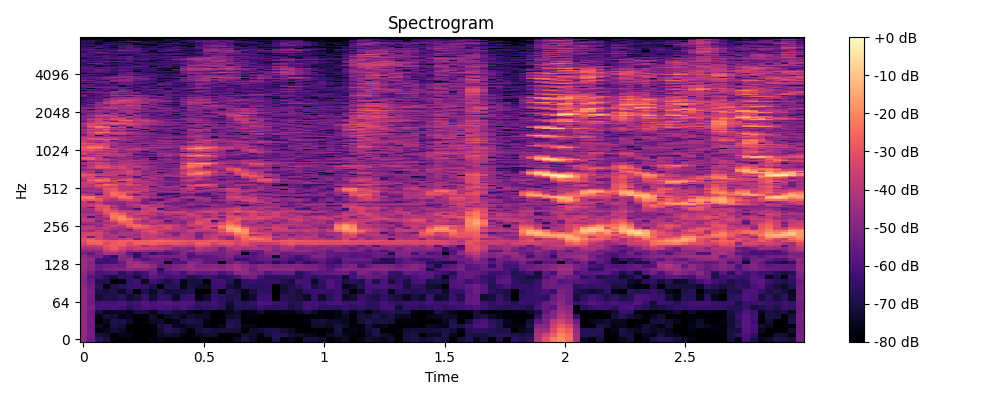 Spectrogram
Hz
4096
2048
1024
512
256
128
64
0
0
0.5
1
1.5
2
2.5
Time
+0 dB
-10 dB
-20 dB
-30 dB
-40 dB
-50 dB
-60 dB
-70 dB
-80 dB